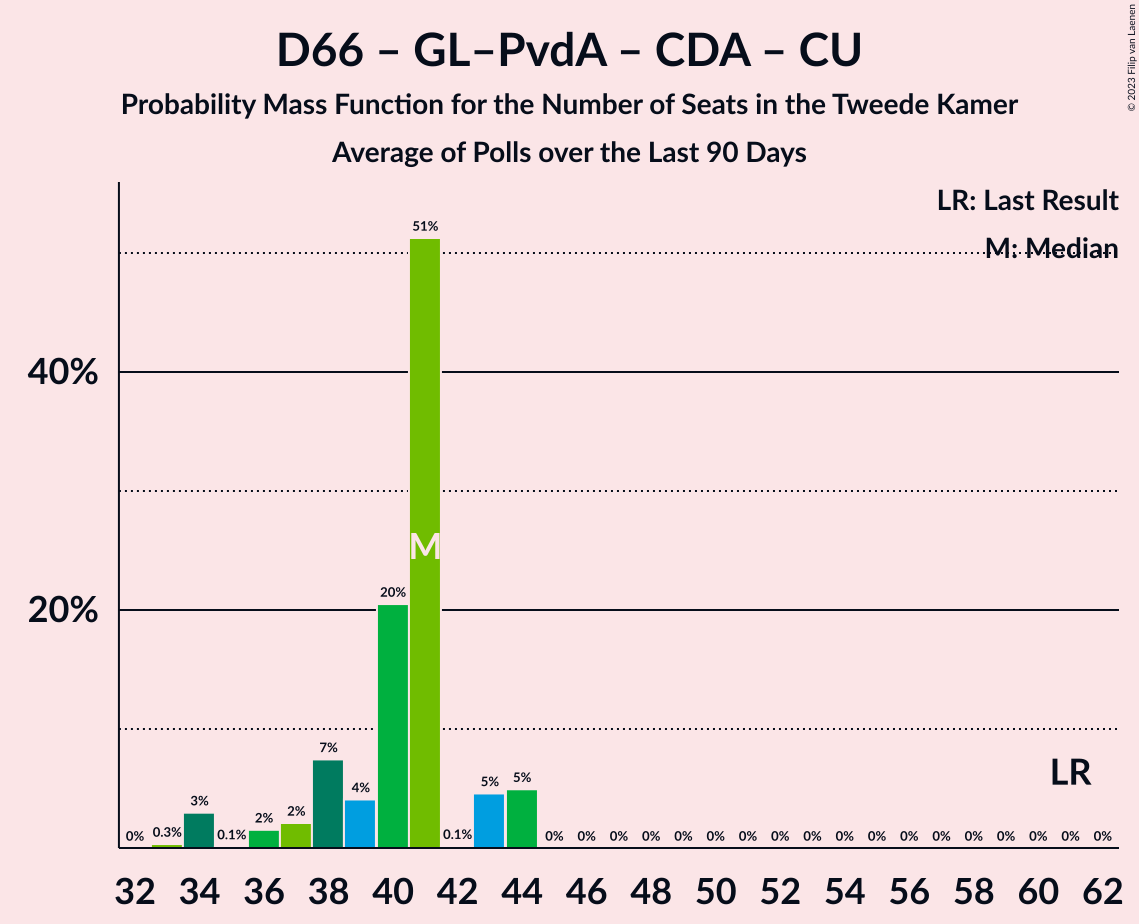 D66 – GL–PvdA – CDA – CU
Probability Mass Function for the Number of Seats in the Tweede Kamer
Average of Polls over the Last 90 Days
© 2023 Filip van Laenen
LR: Last Result
M: Median
40%
20%
0% 0.3% 3% 0.1% 2% 2% 7% 4% 20% 51% 0.1% 5% 5% 0% 0% 0% 0% 0% 0% 0% 0% 0% 0% 0% 0% 0% 0% 0% 0% 0% 0%
M
LR
32 34 36 38 40 42 44 46 48 50 52 54 56 58 60 62